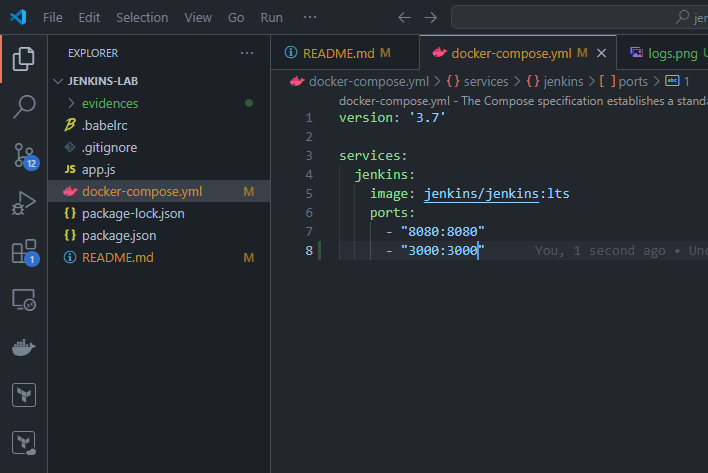 File Edit Selection View Go Run ··· jer
EXPLORER ···
JENKINS-LAB
evidences
.babelrc
.gitignore
JS app.js
docker-compose.yml M
{} package-lock.json
{} package.json
README.md M
12
1
README.md M docker-compose.yml M logs.png U
docker-compose.yml > {} services > {} jenkins > [ ] ports > abc 1
docker-compose.yml - The Compose specification establishes a standa
1 version: '3.7'
2
3 services:
4 jenkins:
5 image: jenkins/jenkins:lts
6 ports:
7 - "8080:8080"
8 - "3000:3000" You, 1 second ago • Unc